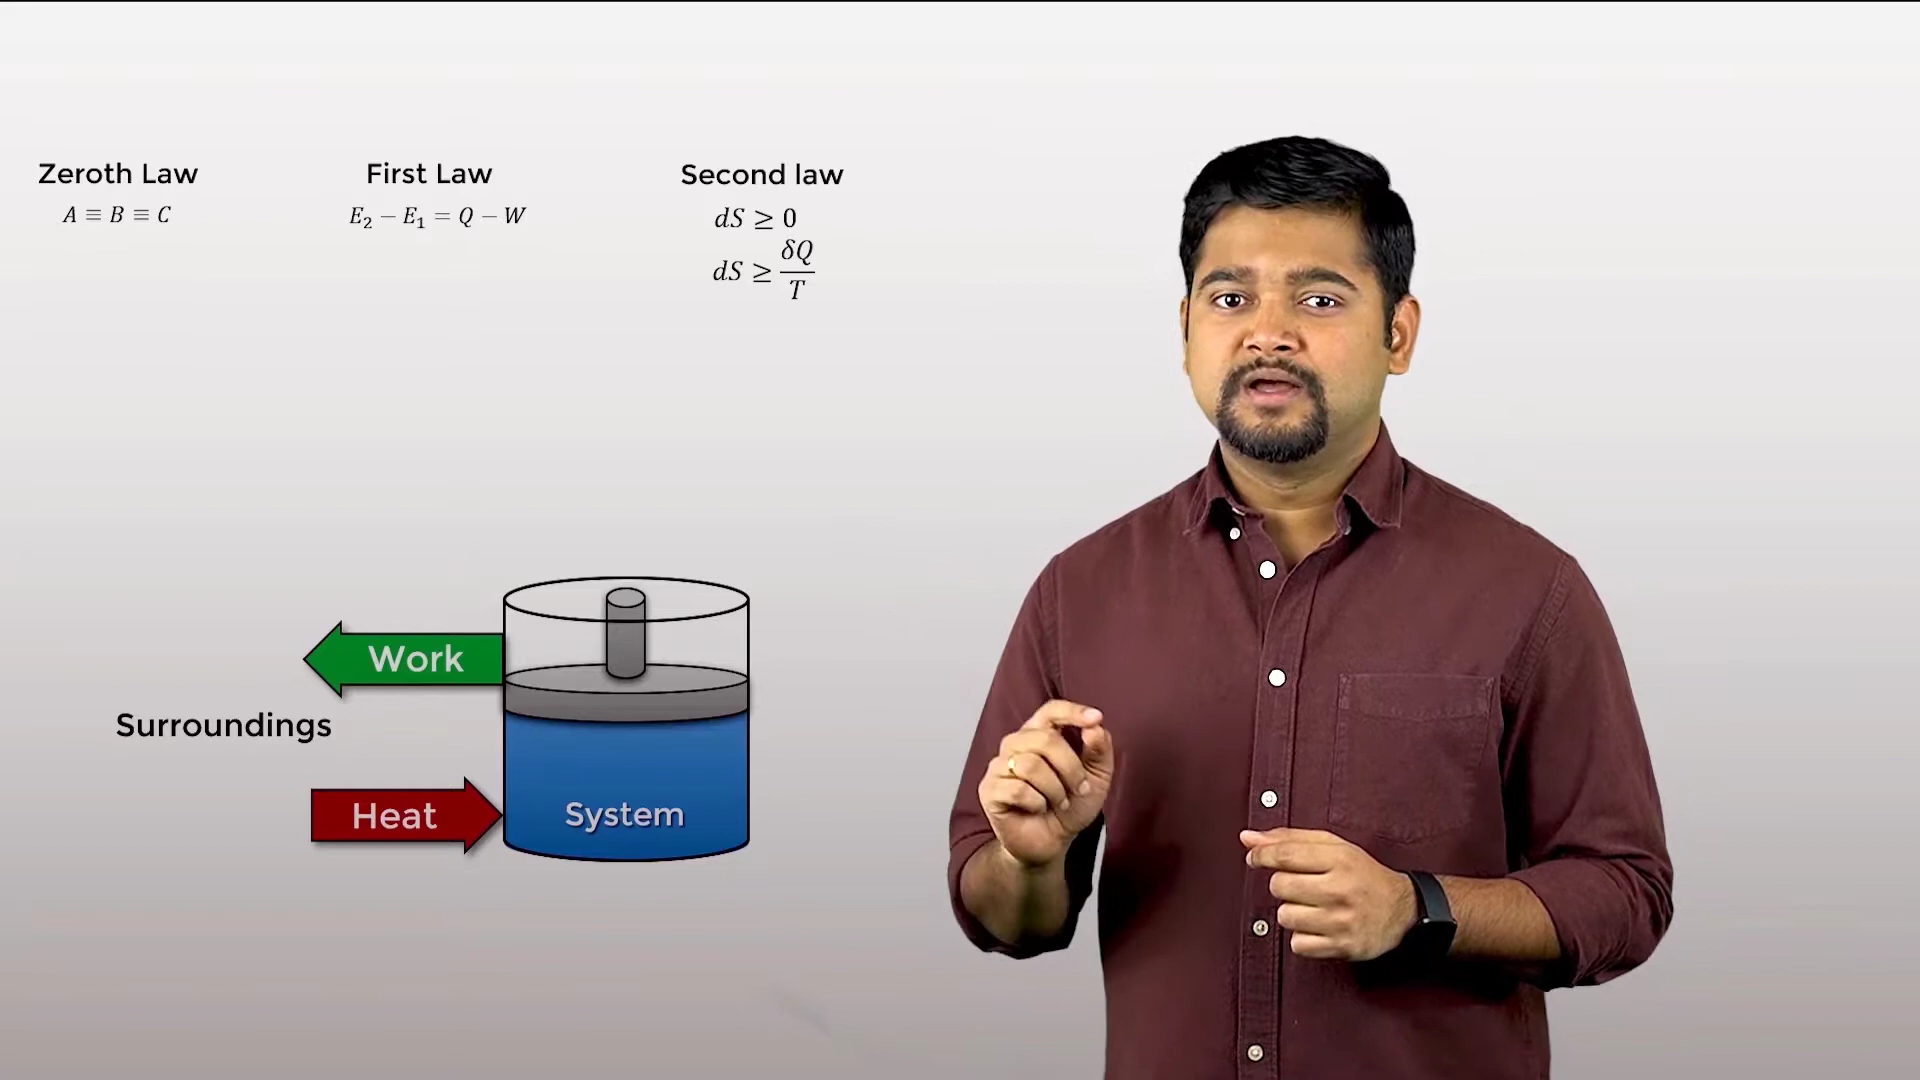 Zeroth Law
A ≡ B ≡ C
First Law
E₂ − E₁ = Q − W
Second law
dS ≥ 0
dS ≥ δQ/T
Work
Surroundings
Heat
System